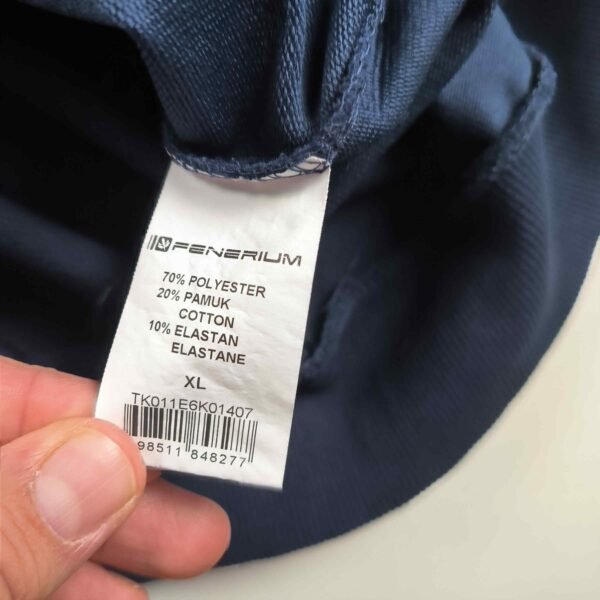 FENERIUM
70% POLYESTER
20% PAMUK
COTTON
10% ELASTAN
ELASTANE
XL
TK011E6K01407
98511 848277